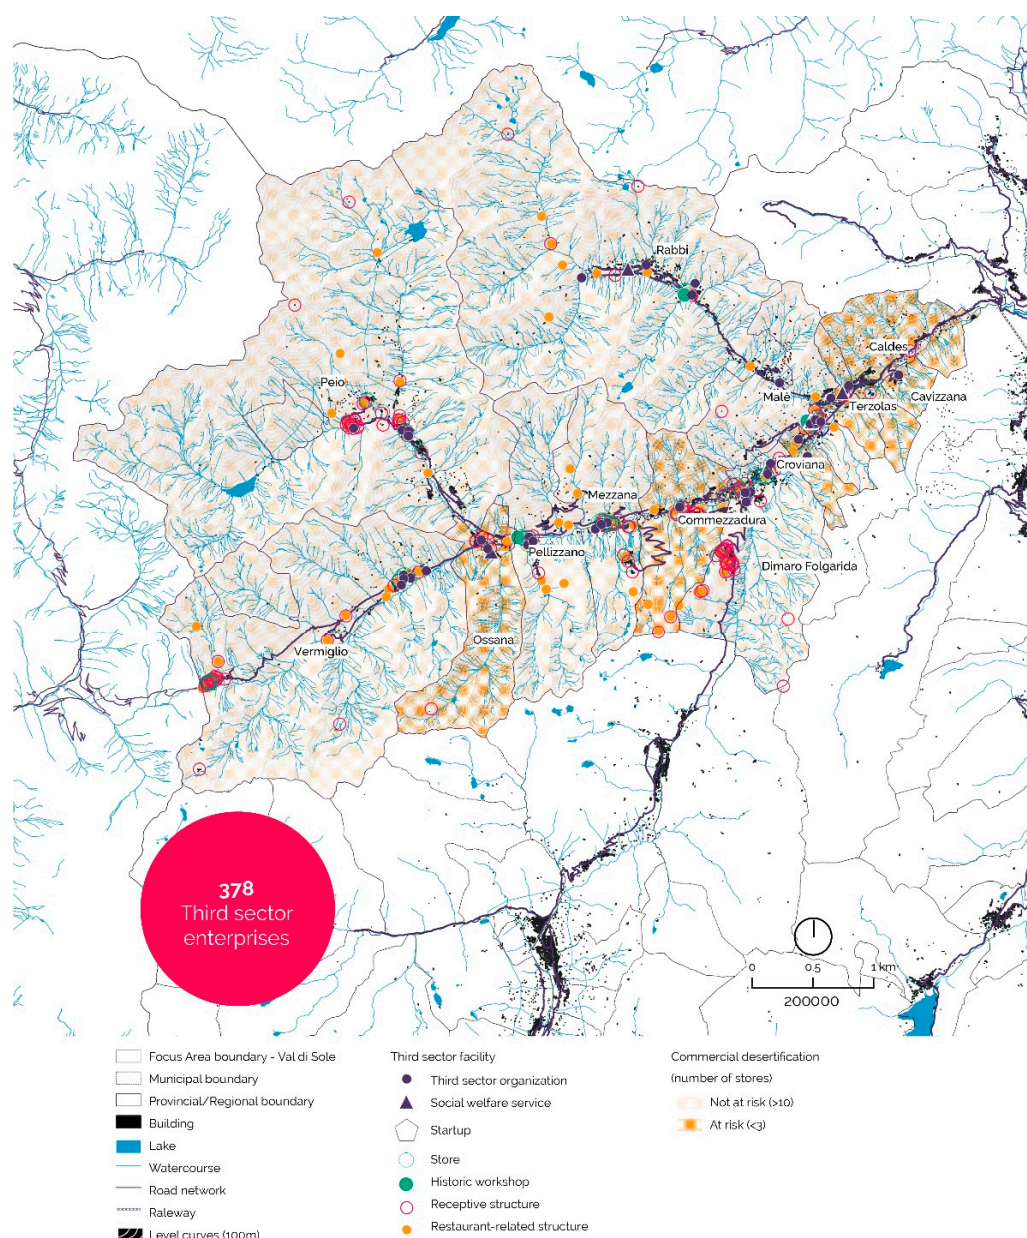 Rabbi
Caldes
Peio
Malè
Cavizzana
Terzolas
Croviana
Mezzana
Commezzadura
Pellizzano
Dimaro Folgarida
Ossana
Vermiglio
378
Third sector
enterprises
0 0.5 1 km
200000
Focus Area boundary - Val di Sole
Municipal boundary
Provincial/Regional boundary
Building
Lake
Watercourse
Road network
Raleway
Level curves (100m)
Third sector facility
Third sector organization
Social welfare service
Startup
Store
Historic workshop
Receptive structure
Restaurant-related structure
Commercial desertification
(number of stores)
Not at risk (>10)
At risk (<3)